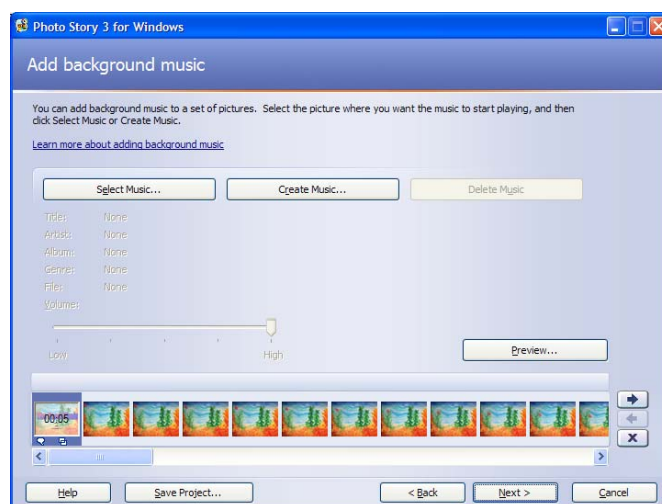 Photo Story 3 for Windows
Add background music
You can add background music to a set of pictures. Select the picture where you want the music to start playing, and then
click Select Music or Create Music.
Learn more about adding background music
Select Music...
Create Music...
Delete Music
Title: None
Artist: None
Album: None
Genre: None
File: None
Volume:
Low
High
Preview...
00:05
Help
Save Project...
< Back
Next >
Cancel